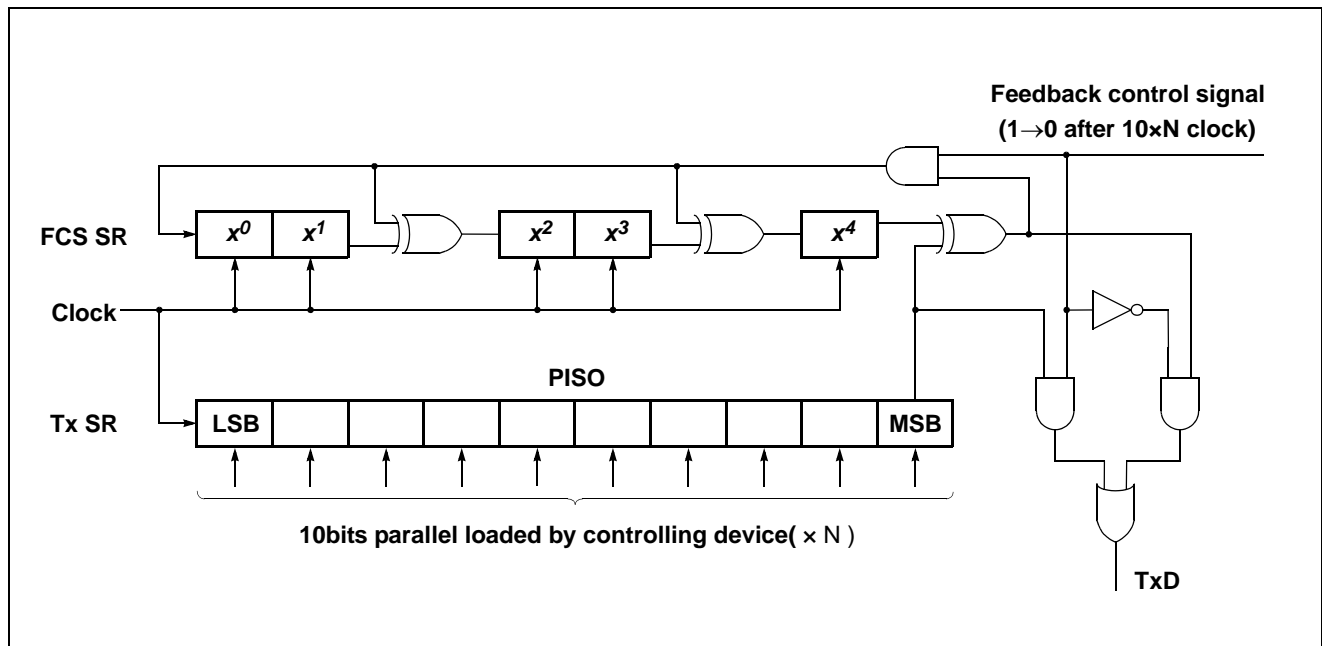 Feedback control signal
(1→0 after 10×N clock)
FCS SR
x⁰ x¹ x² x³ x⁴
Clock
PISO
Tx SR
LSB MSB
10bits parallel loaded by controlling device( × N )
TxD